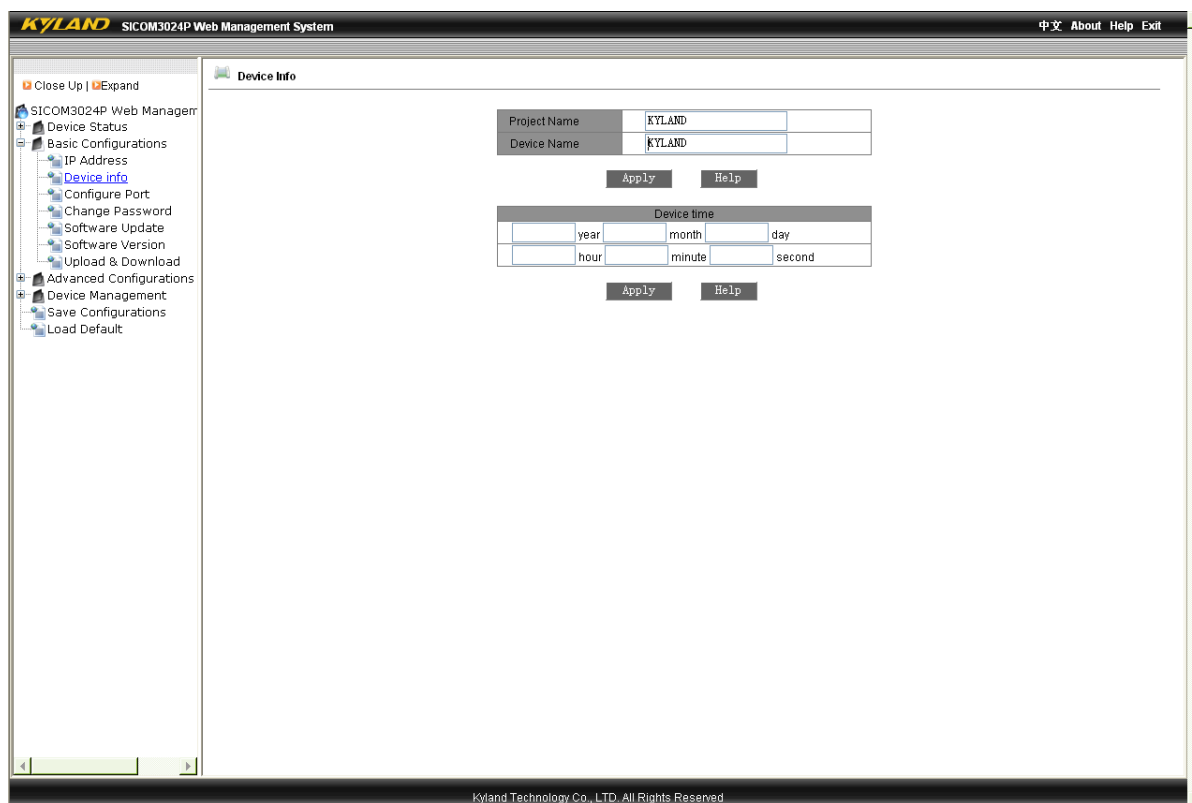 KYLAND SICOM3024P Web Management System 中文 About Help Exit
Close Up | Expand
SICOM3024P Web Managem
Device Status
Basic Configurations
IP Address
Device info
Configure Port
Change Password
Software Update
Software Version
Upload & Download
Advanced Configurations
Device Management
Save Configurations
Load Default
Device Info
Project Name KYLAND
Device Name KYLAND
Apply Help
Device time
year month day
hour minute second
Apply Help
Kyland Technology Co., LTD. All Rights Reserved